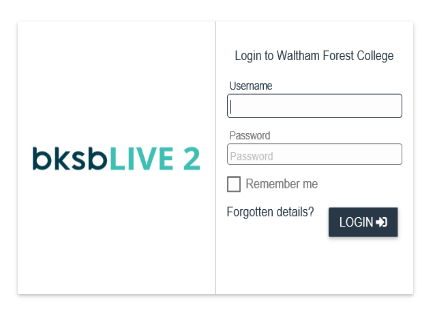 bksbLIVE 2
Login to Waltham Forest College
Username
Password
Password
Remember me
Forgotten details?
LOGIN